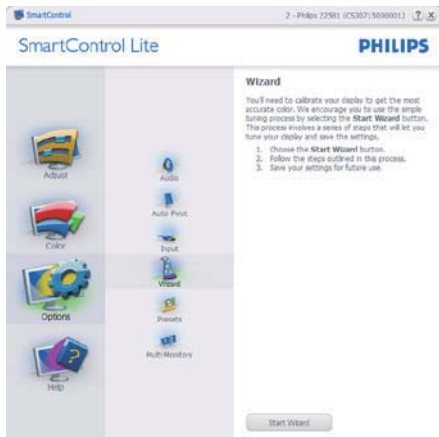 SmartControl
2 - Philips 225B1 (CS307\5030001)
SmartControl Lite
PHILIPS
Adjust
Color
Options
Help
Audio
Auto Pivot
Input
Wizard
Presets
Multi Monitors
Wizard
You'll need to calibrate your display to get the most
accurate color. We encourage you to use the simple
tuning process by selecting the Start Wizard button.
This process involves a series of steps that will let you
tune your display and save the settings.
1. Choose the Start Wizard button.
2. Follow the steps outlined in this process.
3. Save your settings for future use.
Start Wizard